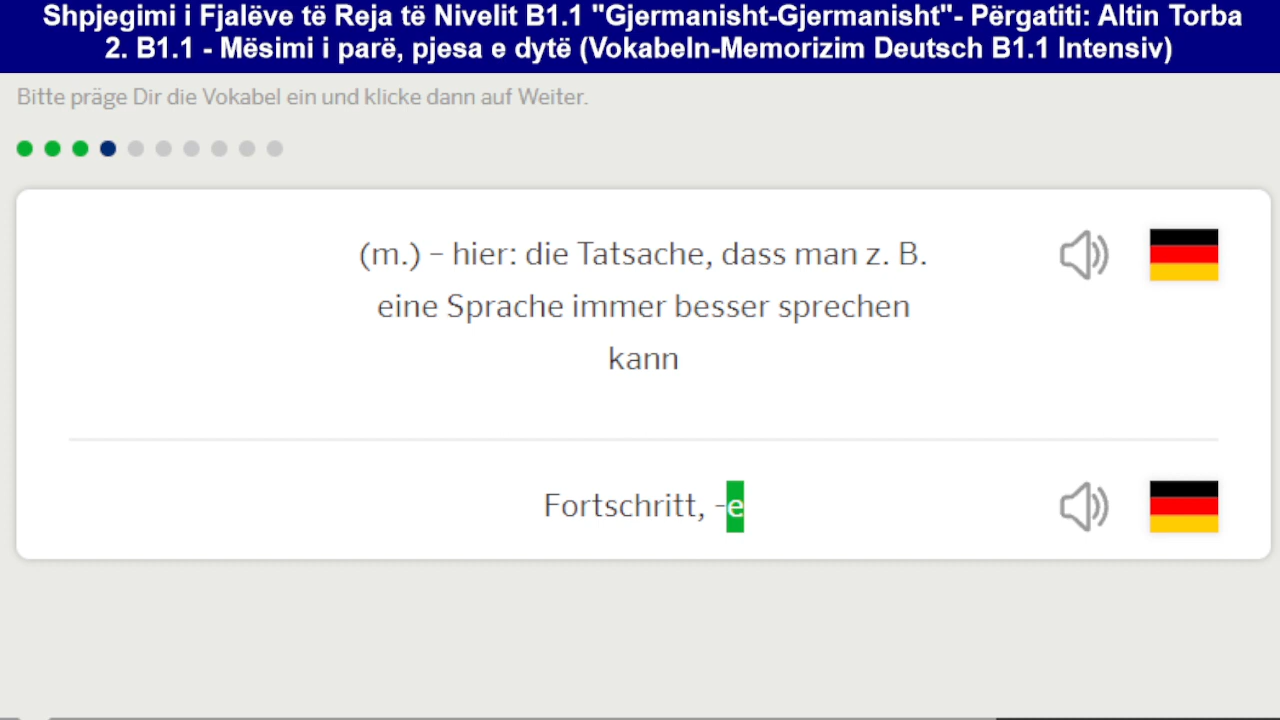 Shpjegimi i Fjalëve të Reja të Nivelit B1.1 "Gjermanisht-Gjermanisht"- Përgatiti: Altin Torba
2. B1.1 - Mësimi i parë, pjesa e dytë (Vokabeln-Memorizim Deutsch B1.1 Intensiv)
Bitte präge Dir die Vokabel ein und klicke dann auf Weiter.
(m.) – hier: die Tatsache, dass man z. B.
eine Sprache immer besser sprechen
kann
Fortschritt, -e